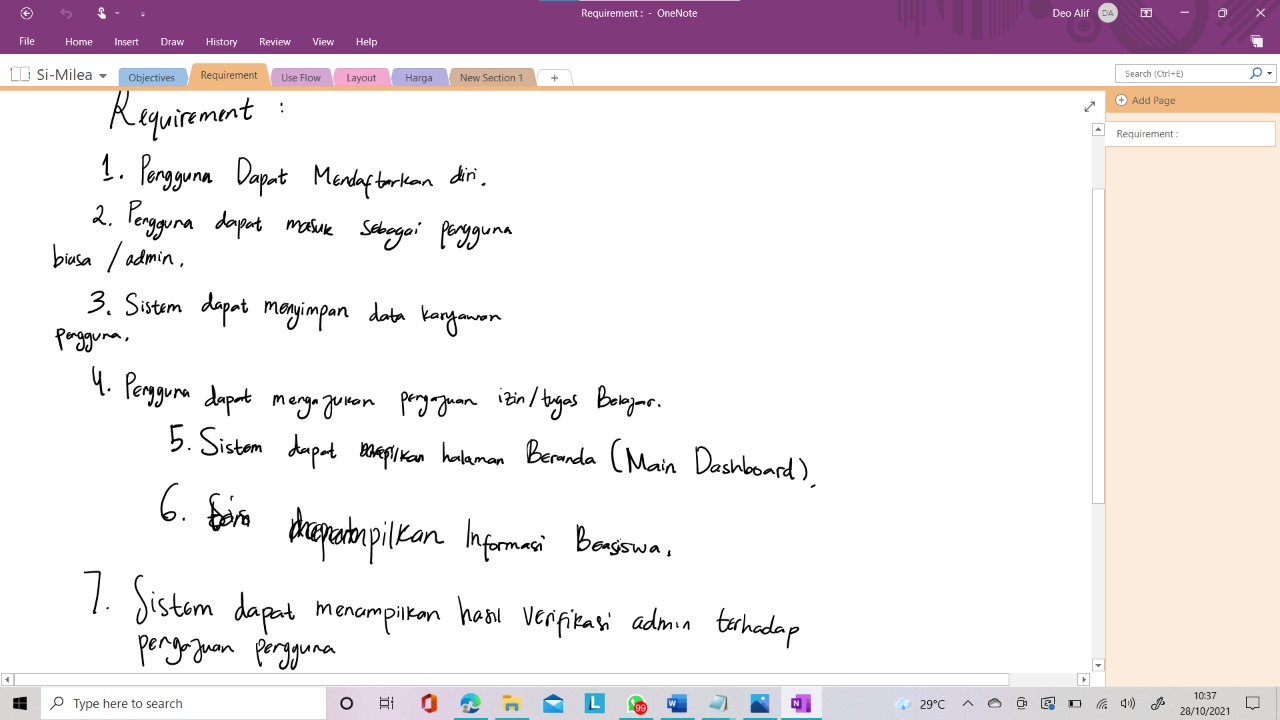 Requirement : - OneNote
Deo Alif DA
File Home Insert Draw History Review View Help
Si-Milea Objectives Requirement Use Flow Layout Harga New Section 1 +
Search (Ctrl+E)
Add Page
Requirement :
Requirement :
1. Pengguna Dapat Mendaftarkan diri.
2. Pengguna dapat masuk sebagai pengguna
biasa / admin.
3. Sistem dapat menyimpan data karyawan
pengguna.
4. Pengguna dapat mengajukan pengajuan izin/tugas Belajar.
5. Sistem dapat halaman Beranda (Main Dashboard).
6. Informasi Beasiswa.
7. Sistem dapat menampilkan hasil verifikasi admin terhadap
pengajuan pengguna
Type here to search
99
29°C
10:37
28/10/2021